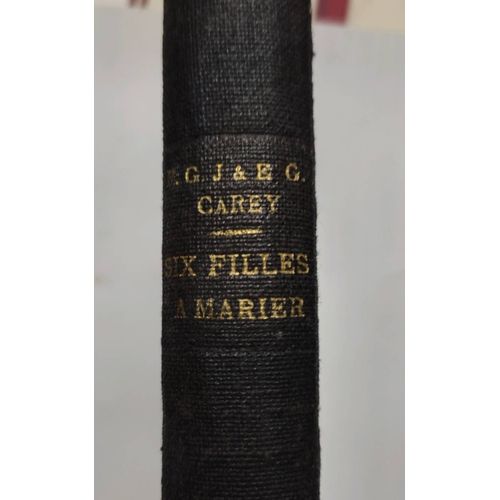 F. G. J & E G.
CAREY
SIX FILLES
A MARIER